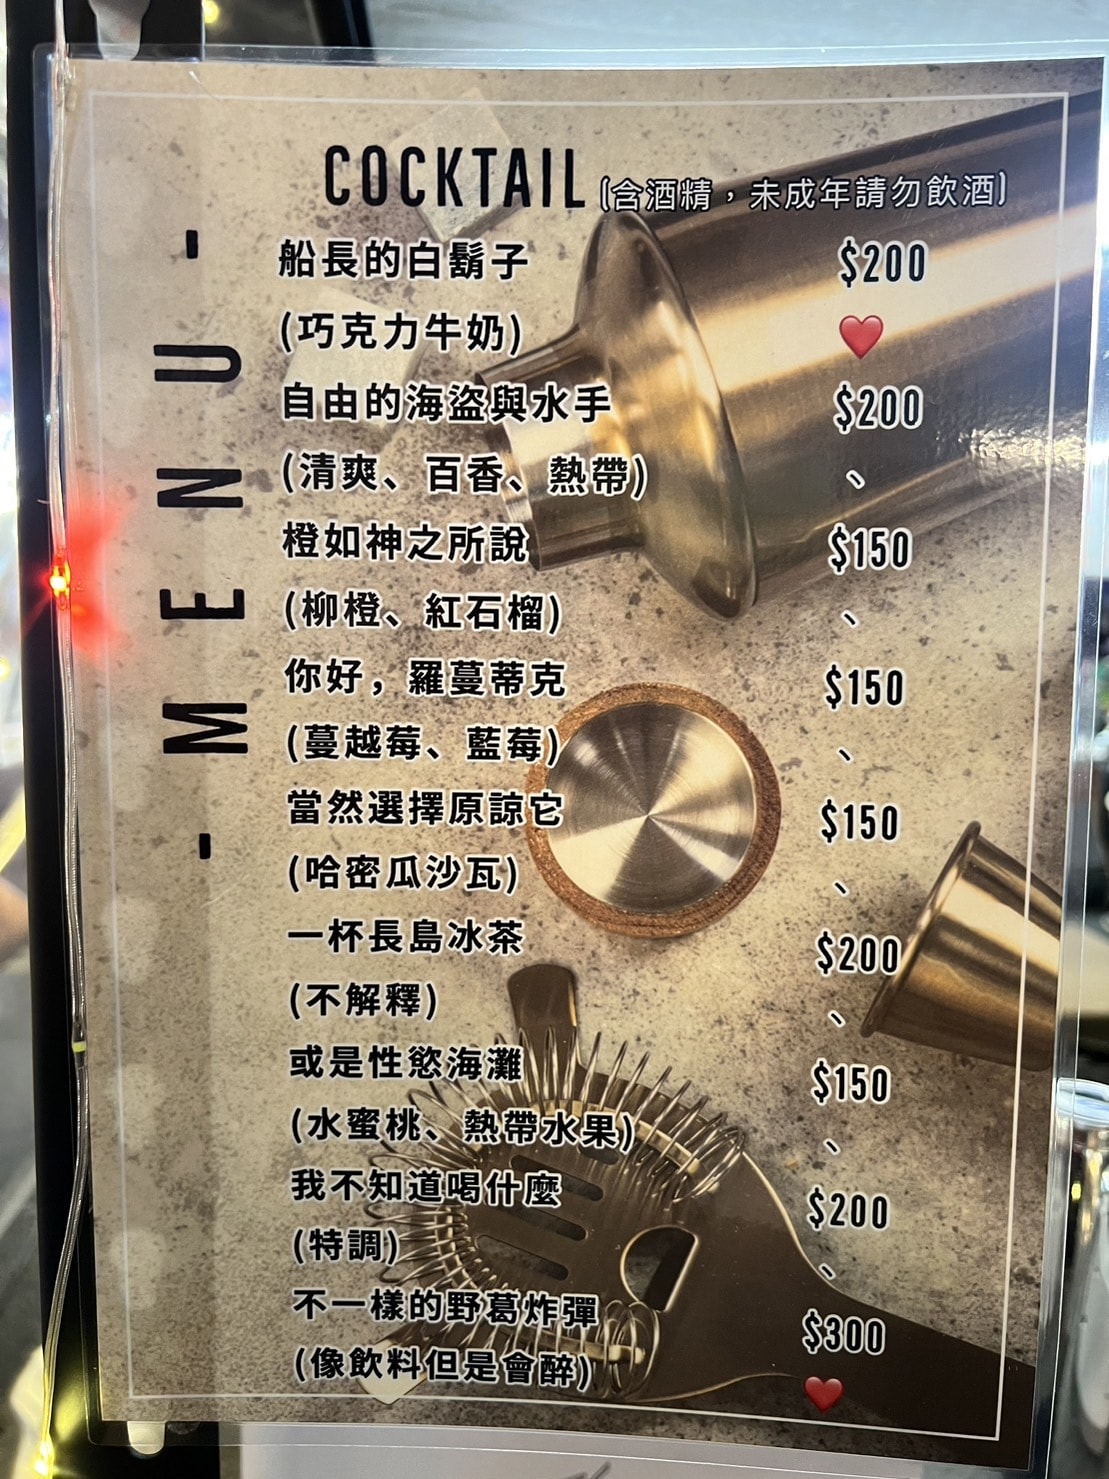 - MENU -
COCKTAIL (含酒精，未成年請勿飲酒)
船長的白鬍子 $200
(巧克力牛奶) ❤️
自由的海盜與水手 $200
(清爽、百香、熱帶) 、
橙如神之所說 $150
(柳橙、紅石榴) 、
你好，羅蔓蒂克 $150
(蔓越莓、藍莓) 、
當然選擇原諒它 $150
(哈密瓜沙瓦) 、
一杯長島冰茶 $200
(不解釋) 、
或是性慾海灘 $150
(水蜜桃、熱帶水果) 、
我不知道喝什麼 $200
(特調) 、
不一樣的野葛炸彈 $300
(像飲料但是會醉) ❤️